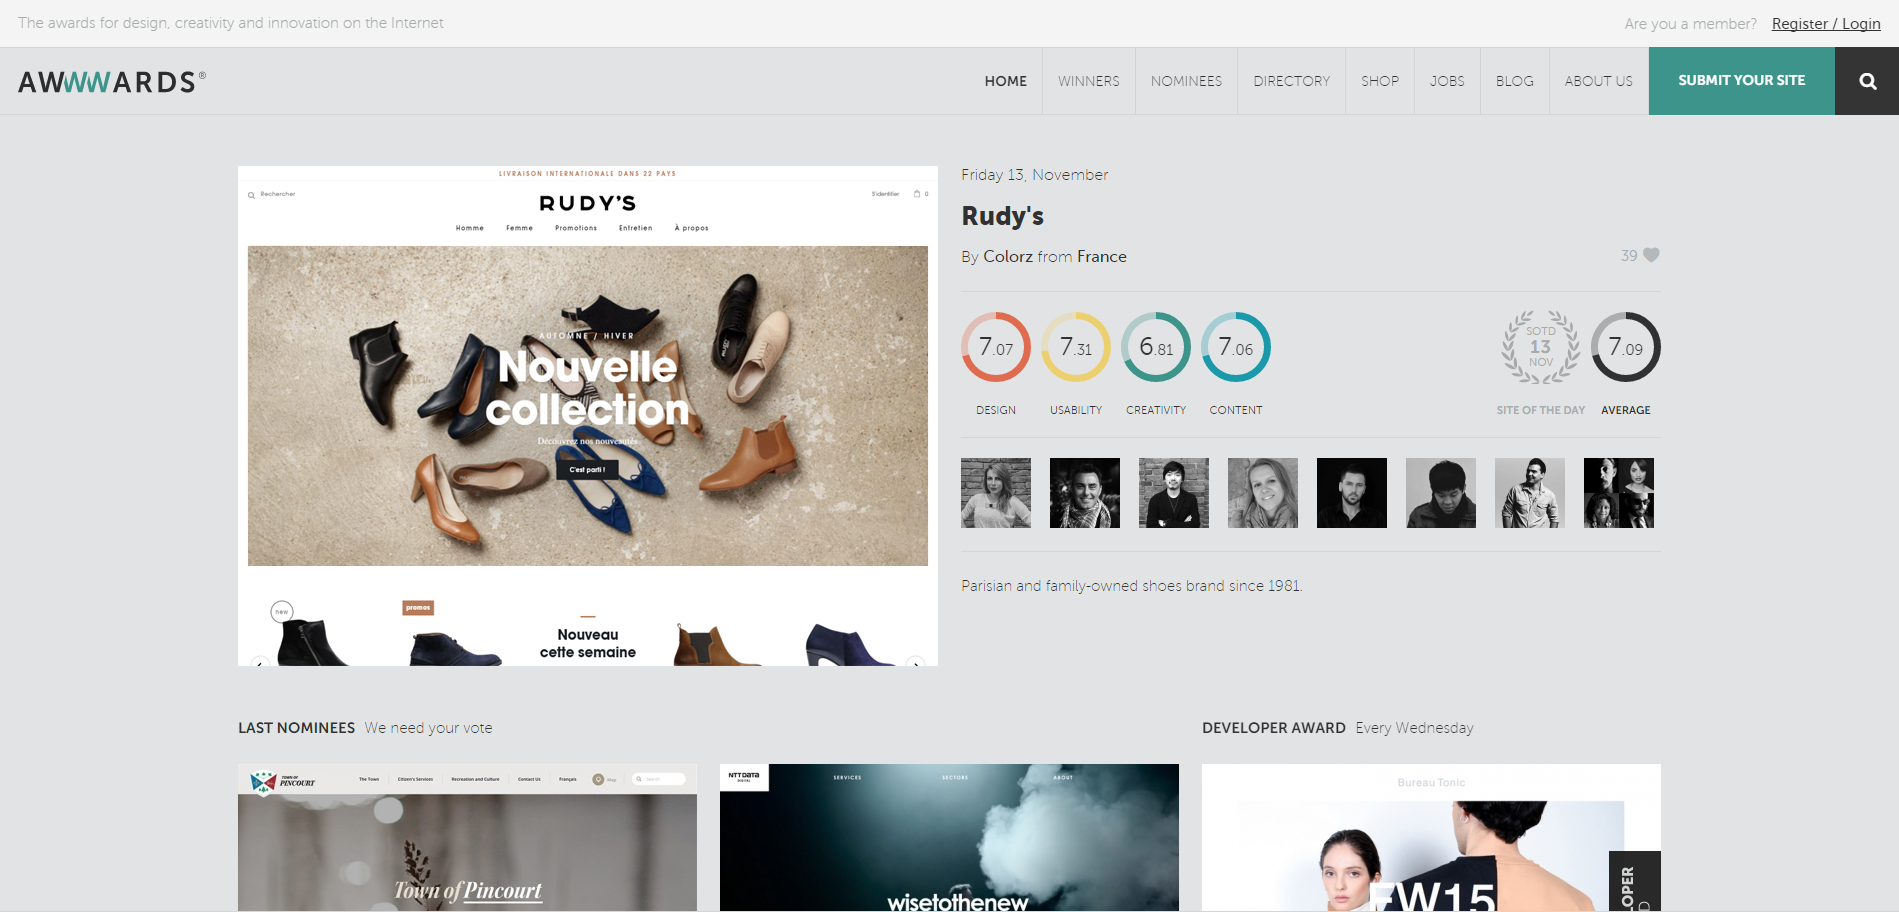 The awards for design, creativity and innovation on the Internet
Are you a member? Register / Login
AWWWARDS®
HOME WINNERS NOMINEES DIRECTORY SHOP JOBS BLOG ABOUT US SUBMIT YOUR SITE
LIVRAISON INTERNATIONALE DANS 22 PAYS
Rechercher
S'identifier 0
RUDY'S
Homme Femme Promotions Entretien À propos
AUTOMNE / HIVER
Nouvelle
collection
Découvrez nos nouveautés
C'est parti !
new
promos
Nouveau
cette semaine
Friday 13, November
Rudy's
By Colorz from France
39
7.07 7.31 6.81 7.06
SOTD
13
NOV
7.09
DESIGN USABILITY CREATIVITY CONTENT SITE OF THE DAY AVERAGE
Parisian and family-owned shoes brand since 1981.
LAST NOMINEES We need your vote
DEVELOPER AWARD Every Wednesday
TOWN OF
PINCOURT
The Town Citizen's Services Recreation and Culture Contact Us Français Map Search
Town of Pincourt
NTT DATA
DIGITAL
SERVICES SECTORS ABOUT
wisetothenew
Bureau Tonic
FW15